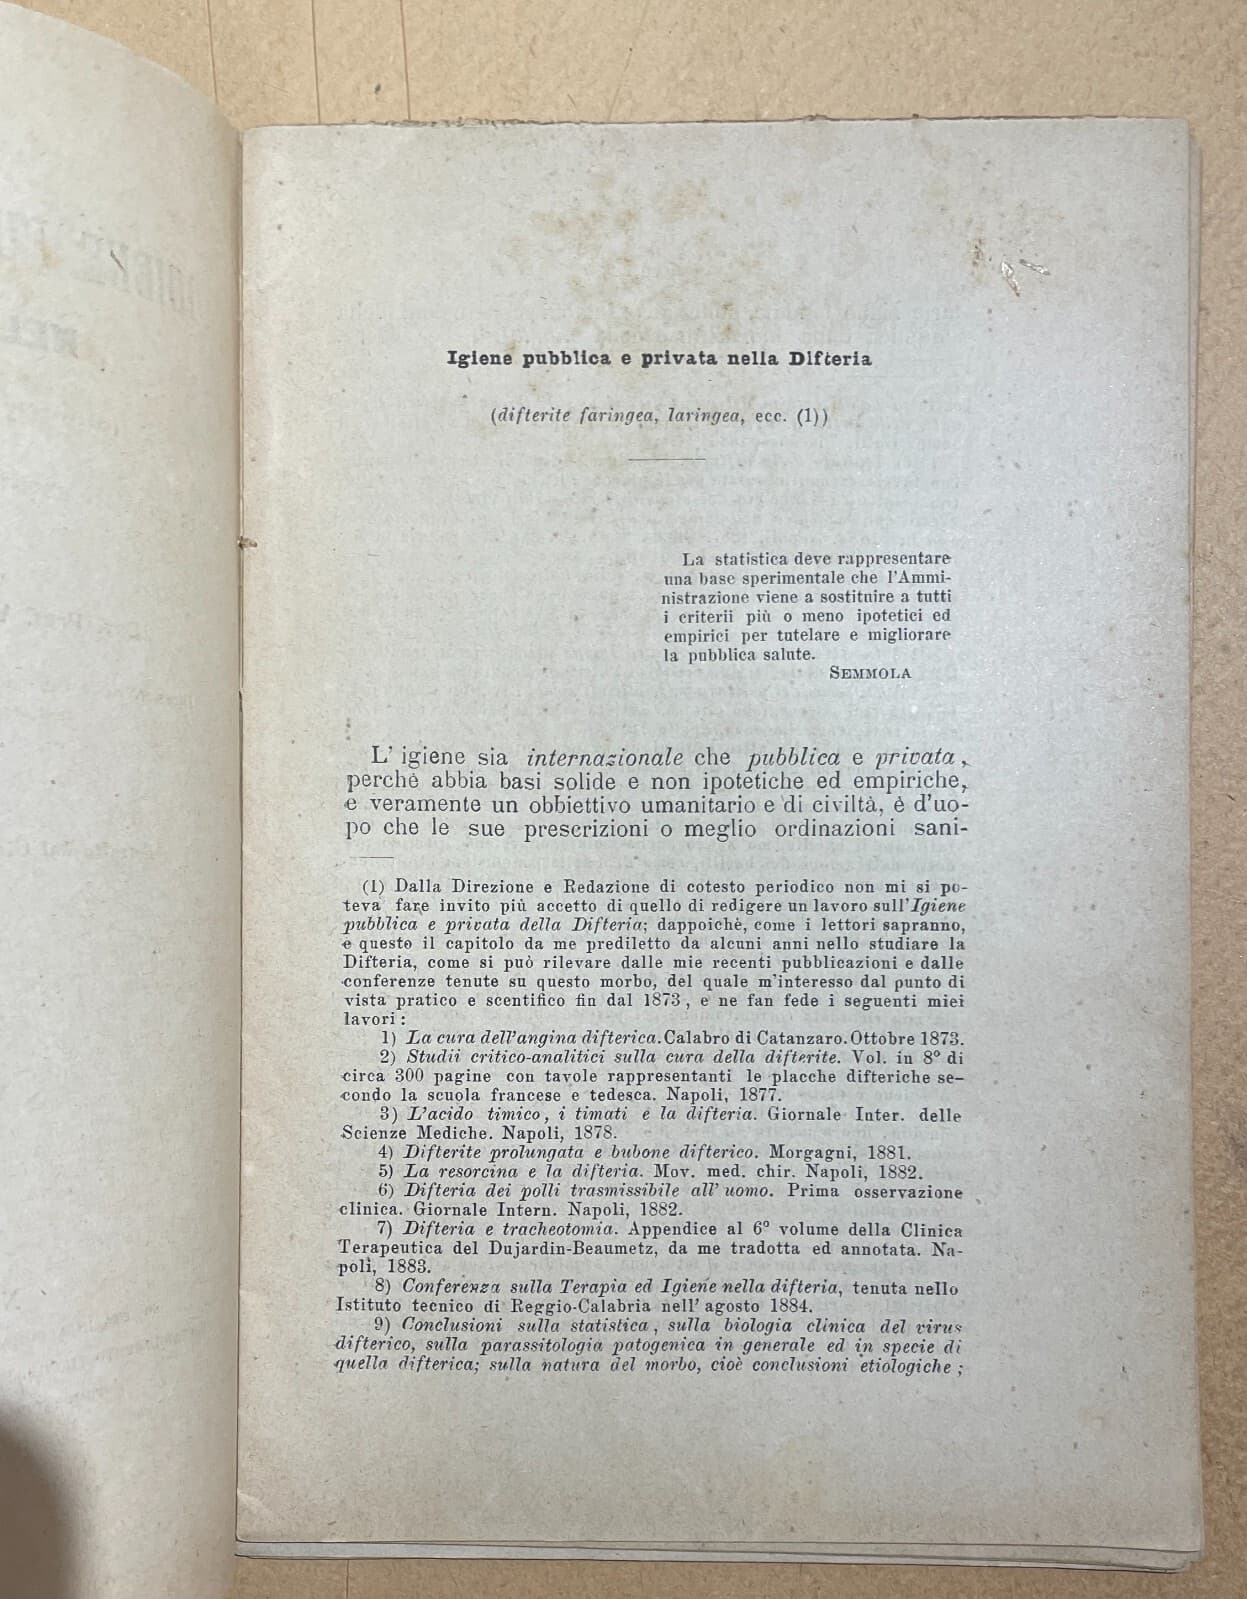 Igiene pubblica e privata nella Difteria
(difterite faringea, laringea, ecc. (1))
La statistica deve rappresentare
una base sperimentale che l'Ammi-
nistrazione viene a sostituire a tutti
i criterii più o meno ipotetici ed
empirici per tutelare e migliorare
la pubblica salute.
SEMMOLA
L' igiene sia internazionale che pubblica e privata,
perchè abbia basi solide e non ipotetiche ed empiriche,
e veramente un obbiettivo umanitario e di civiltà, è d'uo-
po che le sue prescrizioni o meglio ordinazioni sani-
(1) Dalla Direzione e Redazione di cotesto periodico non mi si po-
teva fare invito più accetto di quello di redigere un lavoro sull'Igiene
pubblica e privata della Difteria; dappoichè, come i lettori sapranno,
è questo il capitolo da me prediletto da alcuni anni nello studiare la
Difteria, come si può rilevare dalle mie recenti pubblicazioni e dalle
conferenze tenute su questo morbo, del quale m'interesso dal punto di
vista pratico e scentifico fin dal 1873, e ne fan fede i seguenti miei
lavori:
1) La cura dell'angina difterica. Calabro di Catanzaro. Ottobre 1873.
2) Studii critico-analitici sulla cura della difterite. Vol. in 8° di
circa 300 pagine con tavole rappresentanti le placche difteriche se-
condo la scuola francese e tedesca. Napoli, 1877.
3) L'acido timico, i timati e la difteria. Giornale Inter. delle
Scienze Mediche. Napoli, 1878.
4) Difterite prolungata e bubone difterico. Morgagni, 1881.
5) La resorcina e la difteria. Mov. med. chir. Napoli, 1882.
6) Difteria dei polli trasmissibile all' uomo. Prima osservazione
clinica. Giornale Intern. Napoli, 1882.
7) Difteria e tracheotomia. Appendice al 6° volume della Clinica
Terapeutica del Dujardin-Beaumetz, da me tradotta ed annotata. Na-
poli, 1883.
8) Conferenza sulla Terapia ed Igiene nella difteria, tenuta nello
Istituto tecnico di Reggio-Calabria nell' agosto 1884.
9) Conclusioni sulla statistica, sulla biologia clinica del virus
difterico, sulla parassitologia patogenica in generale ed in specie di
quella difterica; sulla natura del morbo, cioè conclusioni etiologiche;